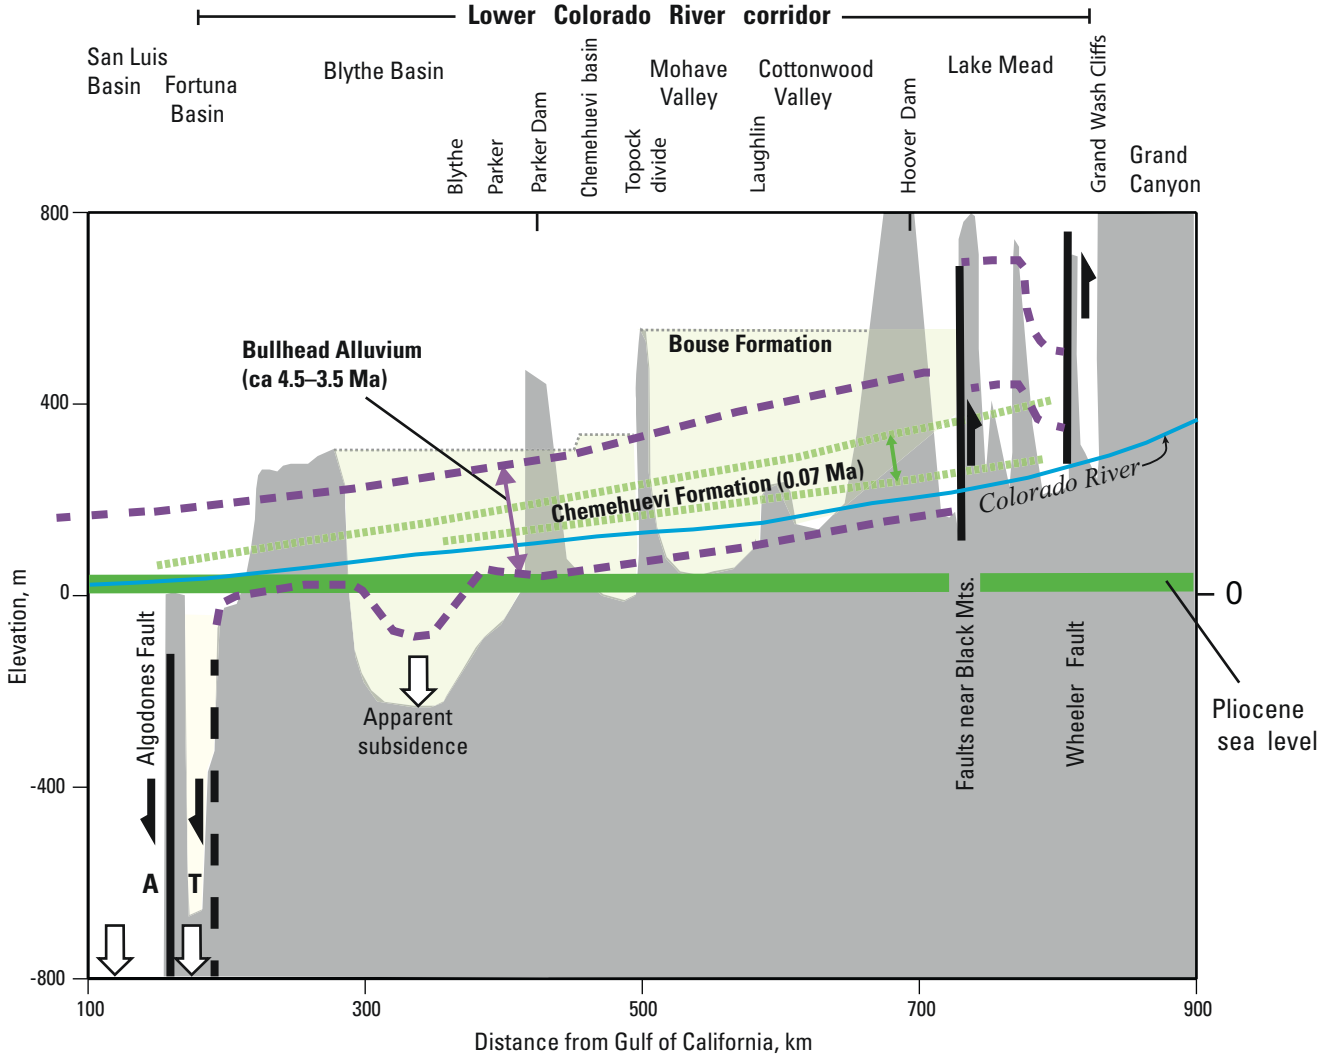 Lower Colorado River corridor
San Luis
Basin
Fortuna
Basin
Blythe Basin
Blythe
Parker
Parker Dam
Chemehuevi basin
Topock
divide
Mohave
Valley
Laughlin
Cottonwood
Valley
Hoover Dam
Lake Mead
Grand Wash Cliffs
Grand
Canyon
800
400
0
-400
-800
Elevation, m
Bullhead Alluvium
(ca 4.5–3.5 Ma)
Bouse Formation
Chemehuevi Formation (0.07 Ma)
Colorado River
0
Pliocene
sea level
Algodones Fault
Apparent
subsidence
Faults near Black Mts.
Wheeler Fault
A
T
100
300
500
700
900
Distance from Gulf of California, km